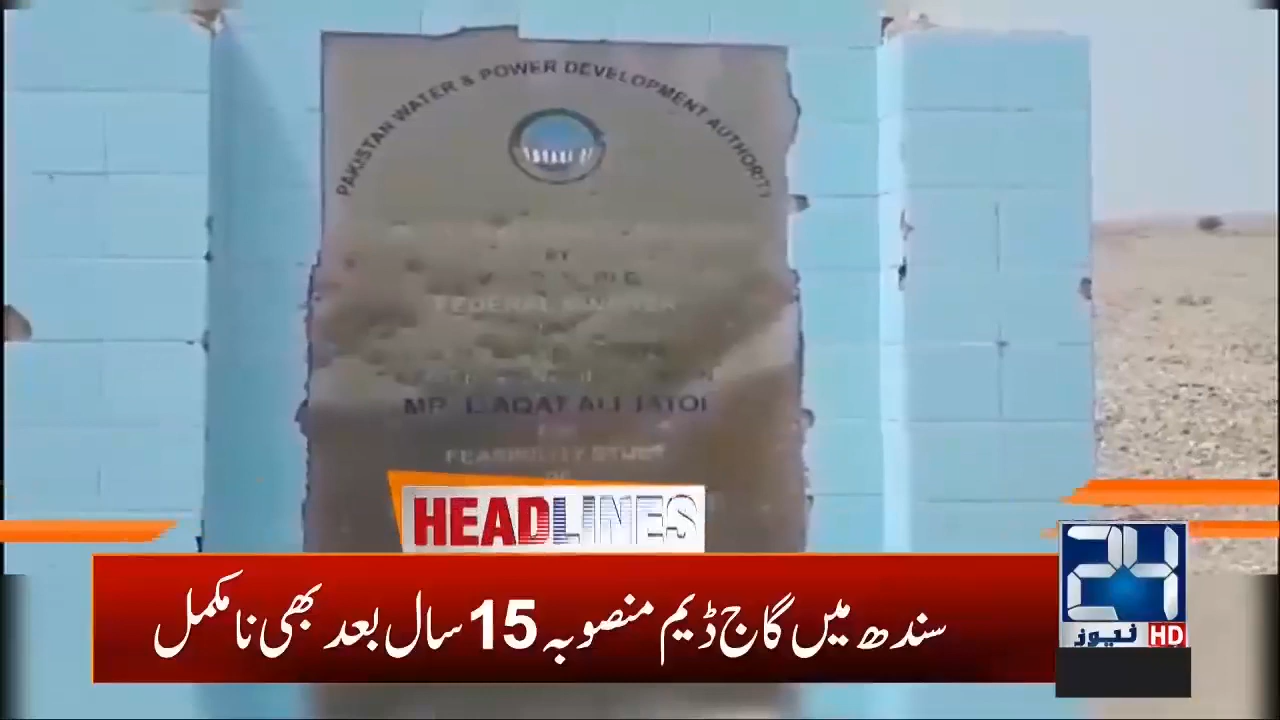 PAKISTAN WATER & POWER DEVELOPMENT AUTHORITY
BY
FEDERAL MINISTER
MR. LIAQAT ALI JATOI
FEASIBILITY STUDY
HEADLINES
سندھ میں گاج ڈیم منصوبہ 15 سال بعد بھی نامکمل
24
نیوز HD